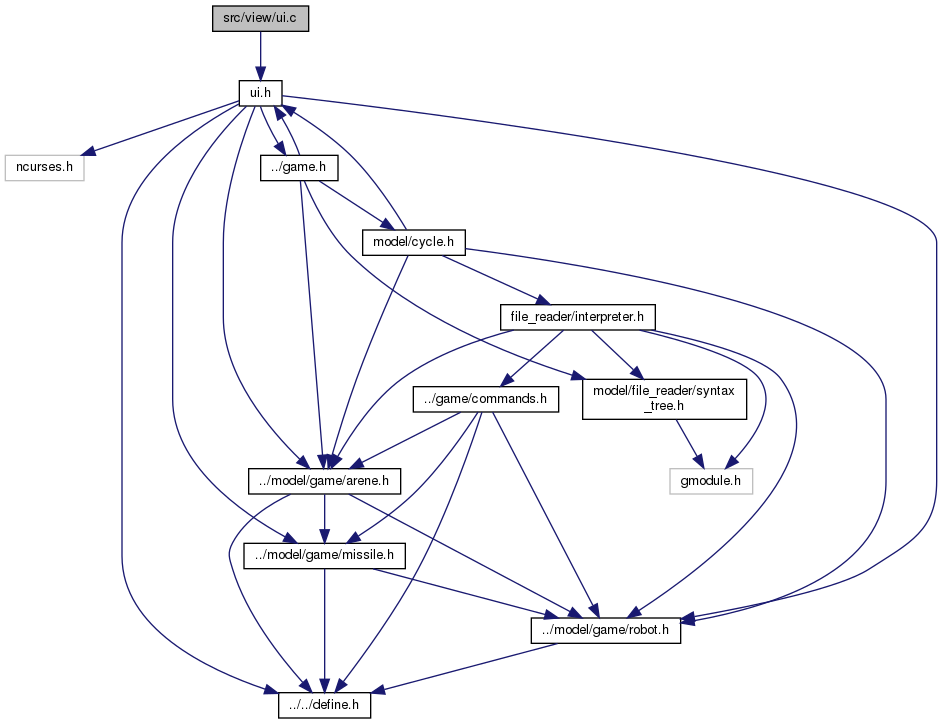 src/view/ui.c
ui.h
ncurses.h
../game.h
model/cycle.h
file_reader/interpreter.h
../game/commands.h
model/file_reader/syntax
_tree.h
../model/game/arene.h
gmodule.h
../model/game/missile.h
../model/game/robot.h
../../define.h